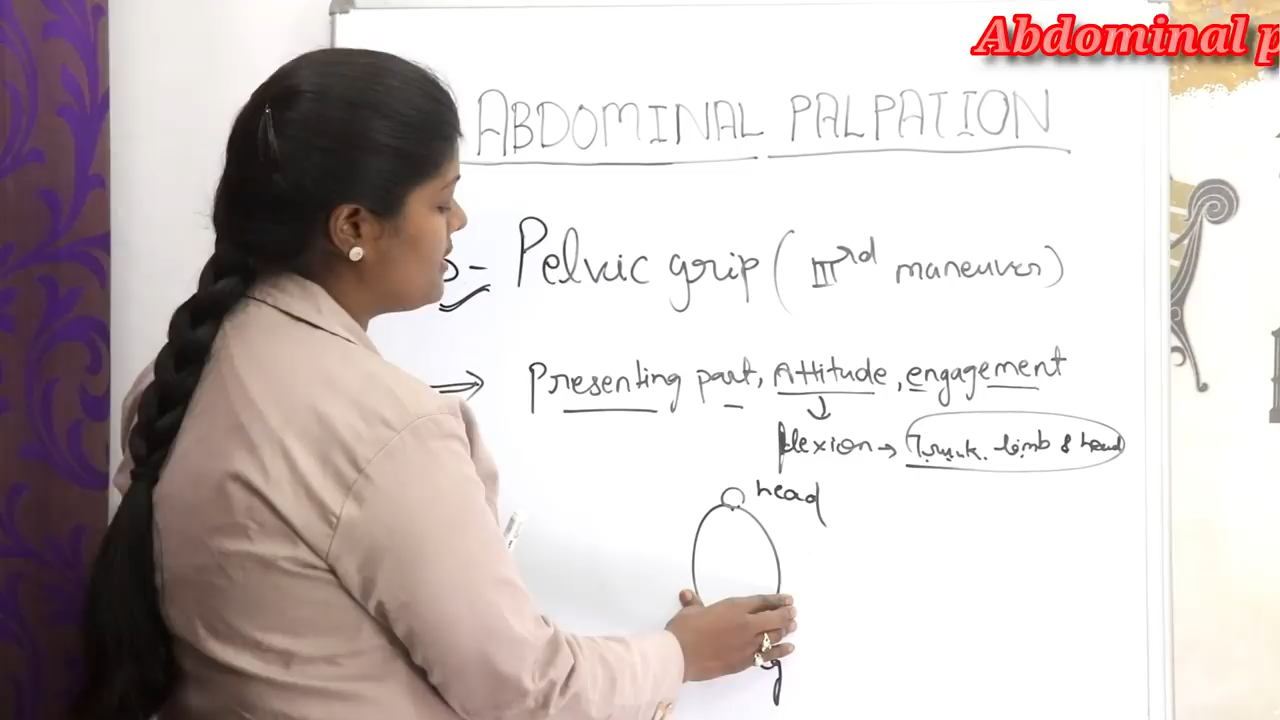 Abdominal p
ABDOMINAL PALPATION
Pelvic grip ( IIIrd maneuver)
⇒ Presenting part, Attitude, engagement
↓
flexion → Trunk. limb & head
head